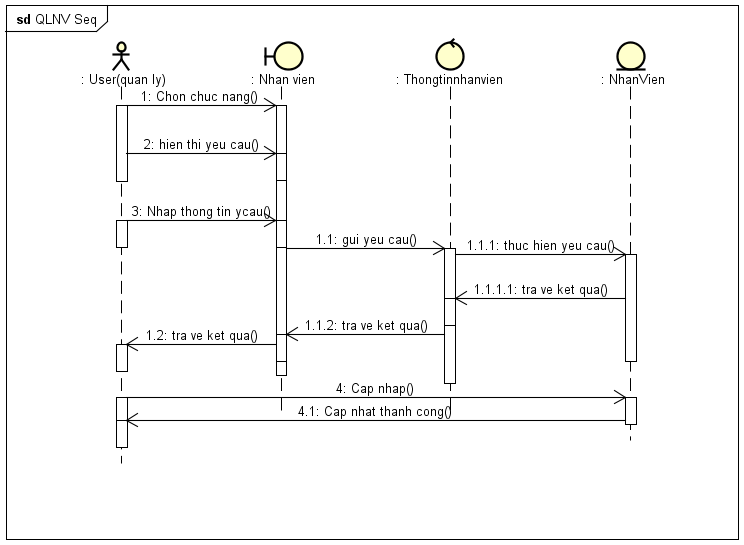 sd QLNV Seq
: User(quan ly)
: Nhan vien
: Thongtinnhanvien
: NhanVien
1: Chon chuc nang()
2: hien thi yeu cau()
3: Nhap thong tin ycau()
1.1: gui yeu cau()
1.1.1: thuc hien yeu cau()
1.1.1.1: tra ve ket qua()
1.1.2: tra ve ket qua()
1.2: tra ve ket qua()
4: Cap nhap()
4.1: Cap nhat thanh cong()